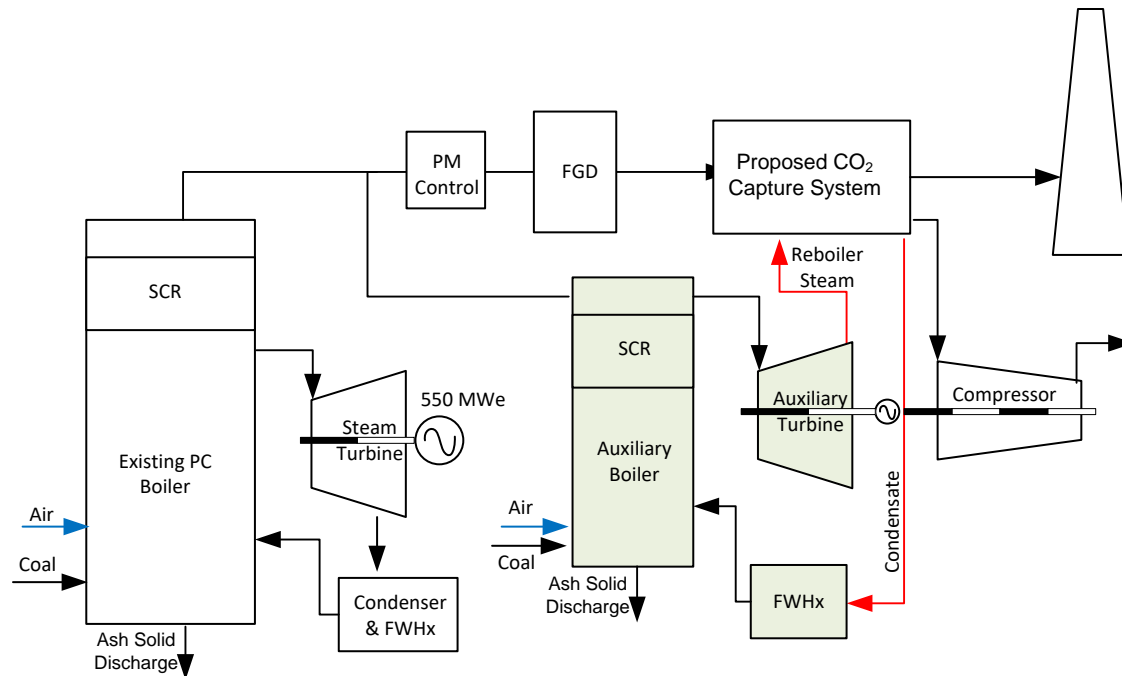 PM
Control
FGD
Proposed CO₂
Capture System
Reboiler
Steam
SCR
SCR
550 MWe
Steam
Turbine
Auxiliary
Turbine
Compressor
Existing PC
Boiler
Auxiliary
Boiler
Air
Coal
Air
Coal
Condensate
Condenser
& FWHx
FWHx
Ash Solid
Discharge
Ash Solid
Discharge